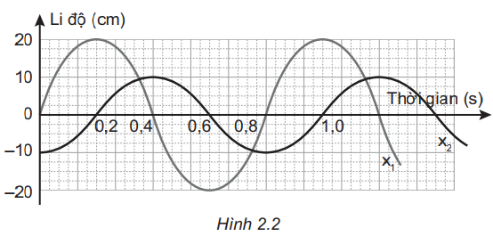 Li độ (cm)
20
10
Thời gian (s)
0
0,2 0,4 0,6 0,8 1,0
–10
x₁
x₂
–20
Hình 2.2